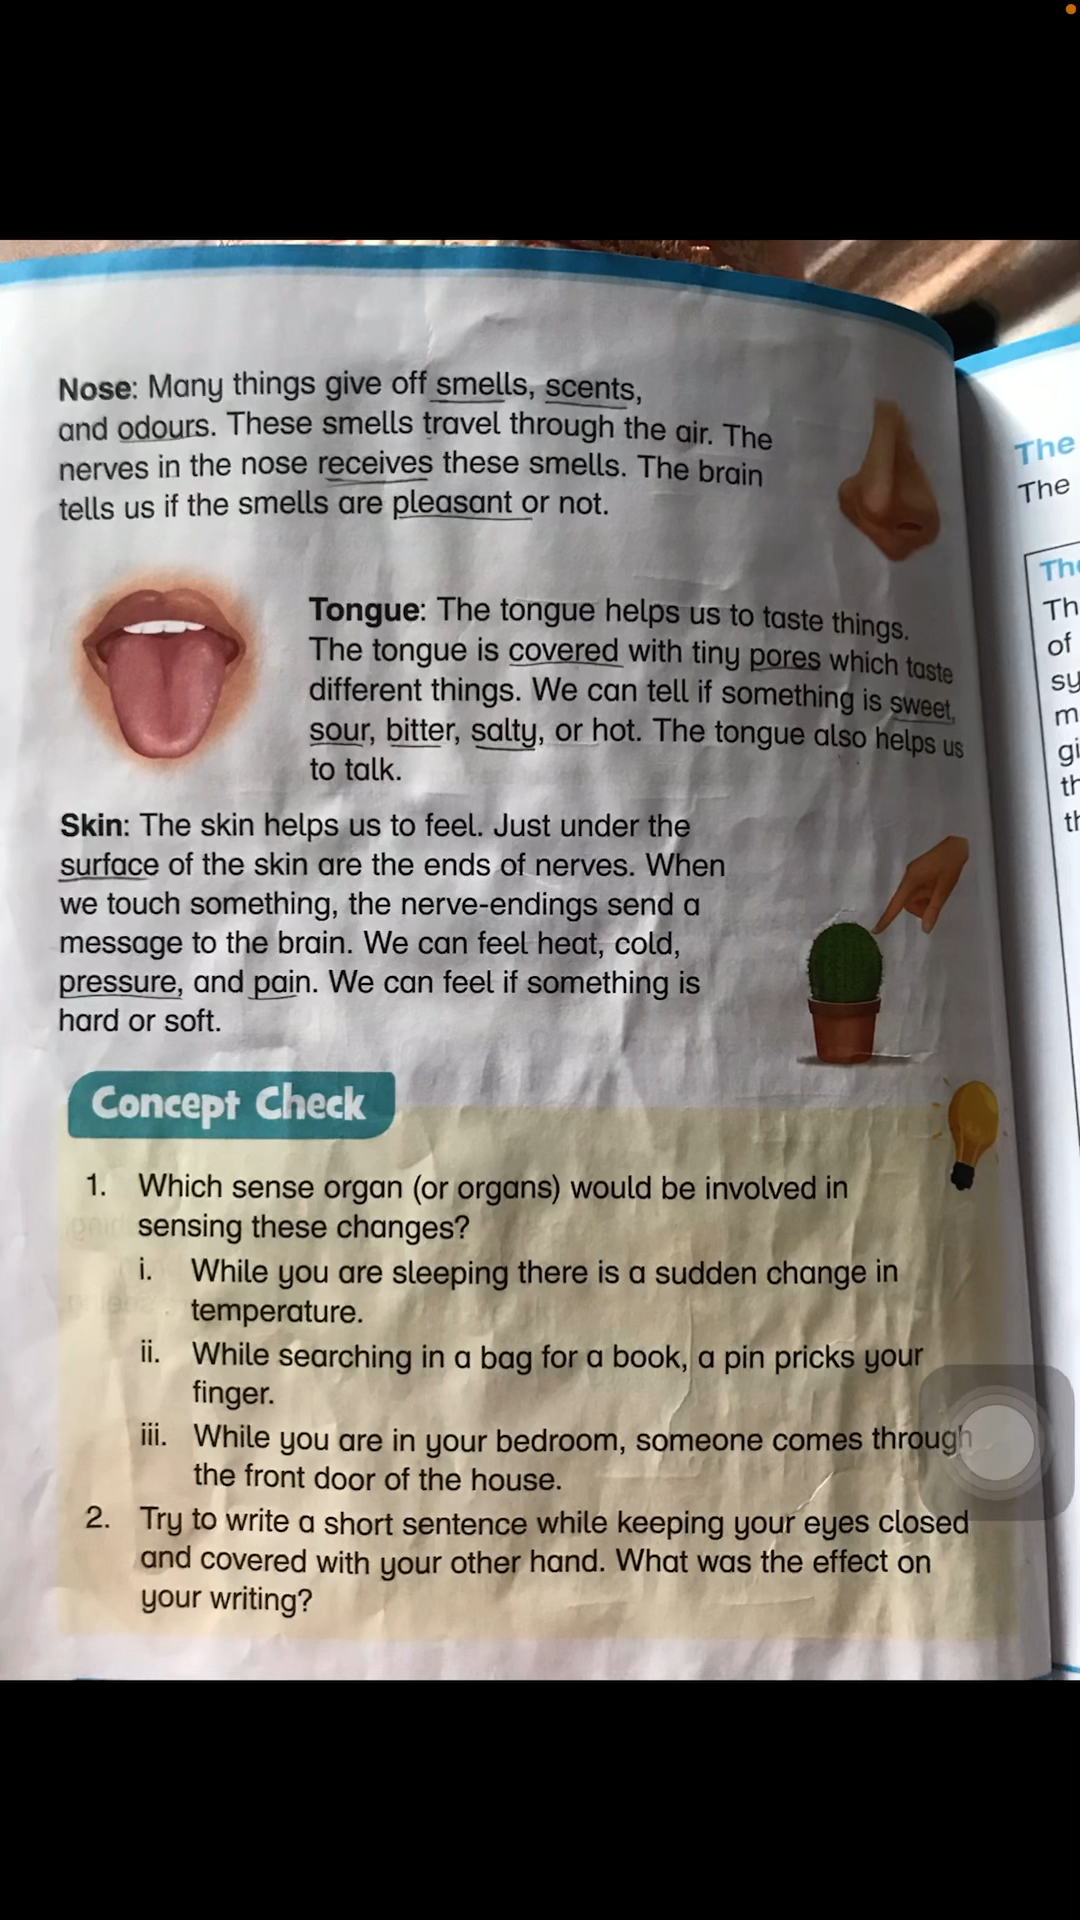 Nose: Many things give off smells, scents,
and odours. These smells travel through the air. The
nerves in the nose receives these smells. The brain
tells us if the smells are pleasant or not.
Tongue: The tongue helps us to taste things.
The tongue is covered with tiny pores which taste
different things. We can tell if something is sweet,
sour, bitter, salty, or hot. The tongue also helps us
to talk.
Skin: The skin helps us to feel. Just under the
surface of the skin are the ends of nerves. When
we touch something, the nerve-endings send a
message to the brain. We can feel heat, cold,
pressure, and pain. We can feel if something is
hard or soft.
Concept Check
1. Which sense organ (or organs) would be involved in
sensing these changes?
i. While you are sleeping there is a sudden change in
temperature.
ii. While searching in a bag for a book, a pin pricks your
finger.
iii. While you are in your bedroom, someone comes through
the front door of the house.
2. Try to write a short sentence while keeping your eyes closed
and covered with your other hand. What was the effect on
your writing?
The
The
Th
of